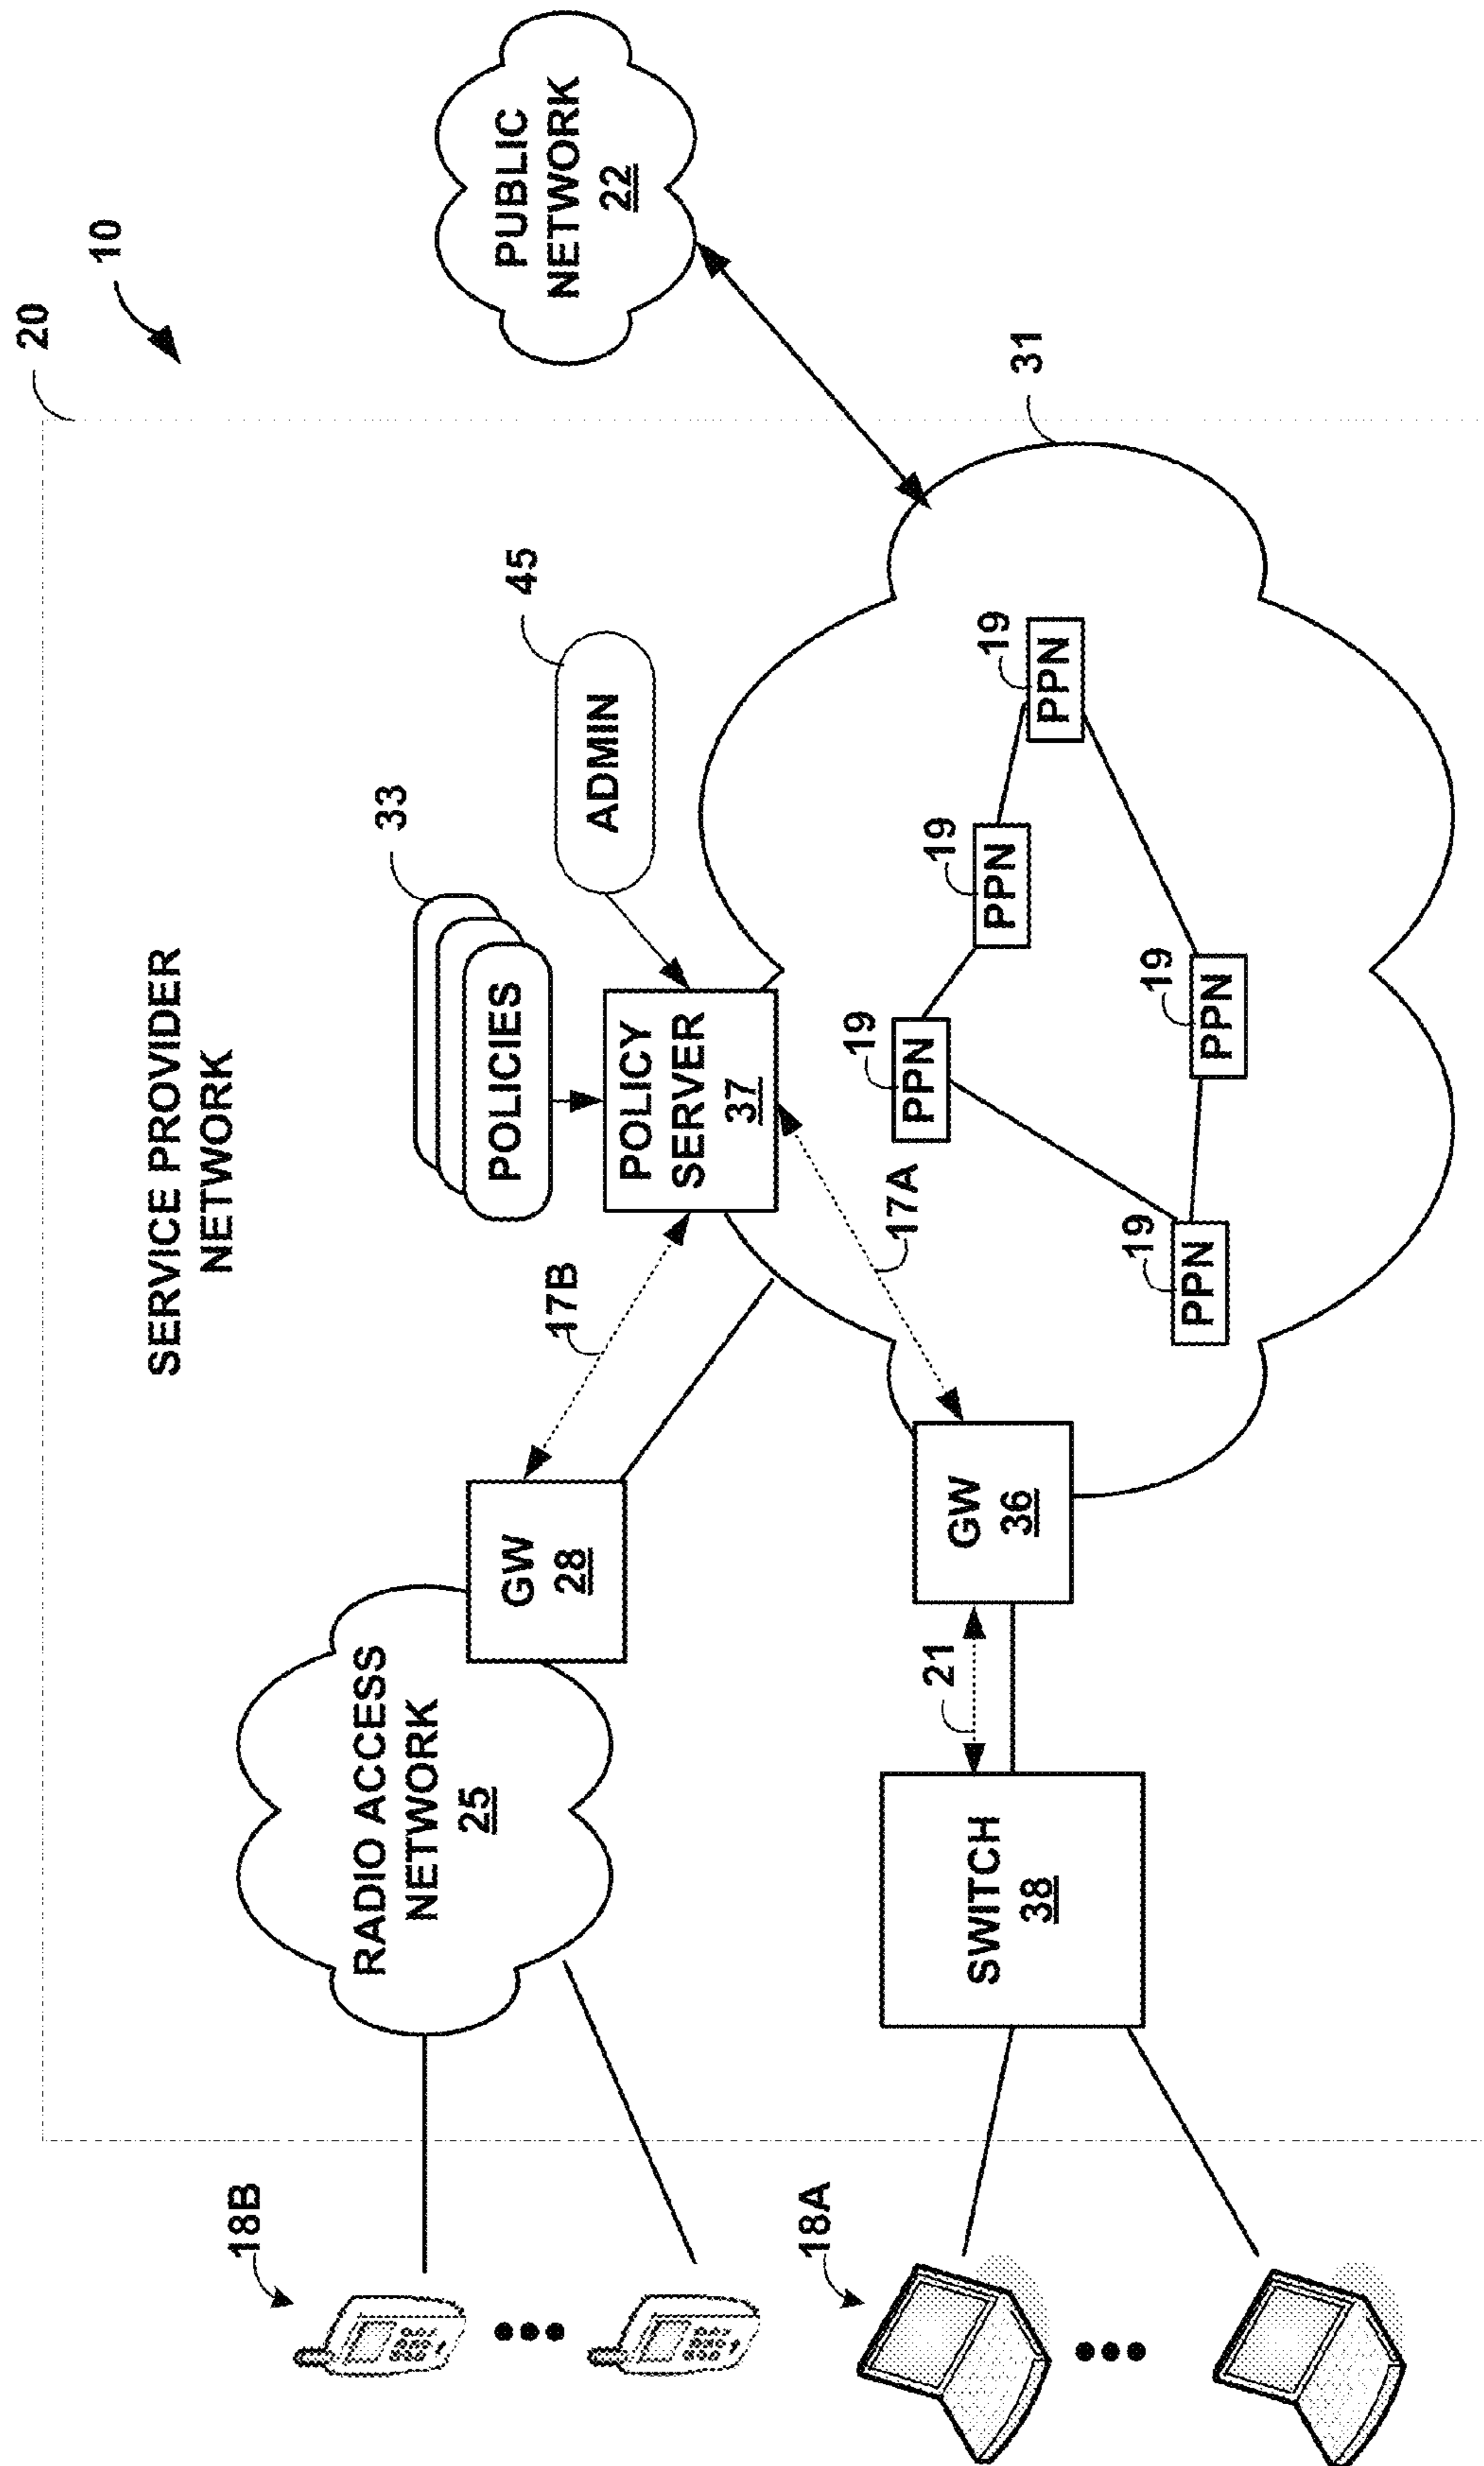 20
10
SERVICE PROVIDER
NETWORK
33
POLICIES
45
ADMIN
PUBLIC
NETWORK
22
18B
RADIO ACCESS
NETWORK
25
GW
28
17B
POLICY
SERVER
37
31
17A
19
PPN
19
PPN
19
PPN
19
PPN
19
PPN
18A
SWITCH
38
21
GW
36